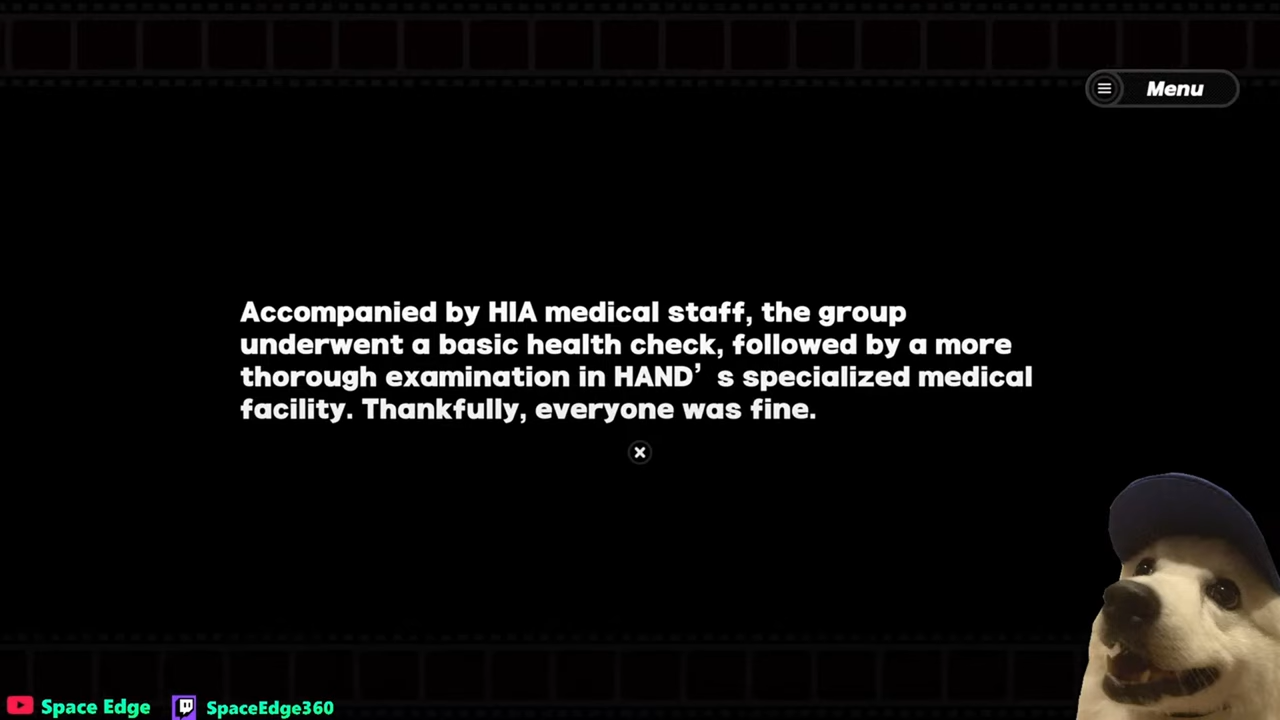 Menu
Accompanied by HIA medical staff, the group
underwent a basic health check, followed by a more
thorough examination in HAND’s specialized medical
facility. Thankfully, everyone was fine.
Space Edge
SpaceEdge360